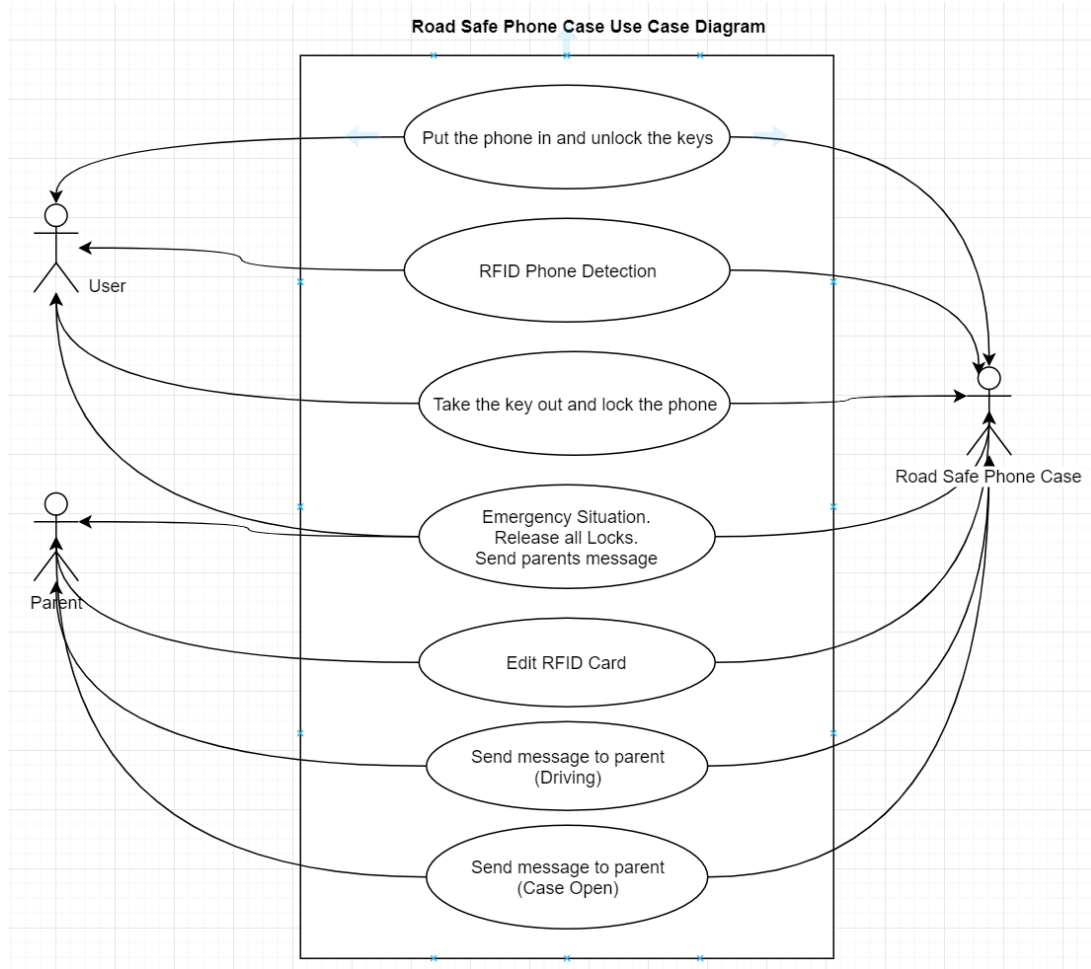 Road Safe Phone Case Use Case Diagram
Put the phone in and unlock the keys
RFID Phone Detection
User
Take the key out and lock the phone
Road Safe Phone Case
Emergency Situation.
Release all Locks.
Send parents message
Parent
Edit RFID Card
Send message to parent
(Driving)
Send message to parent
(Case Open)